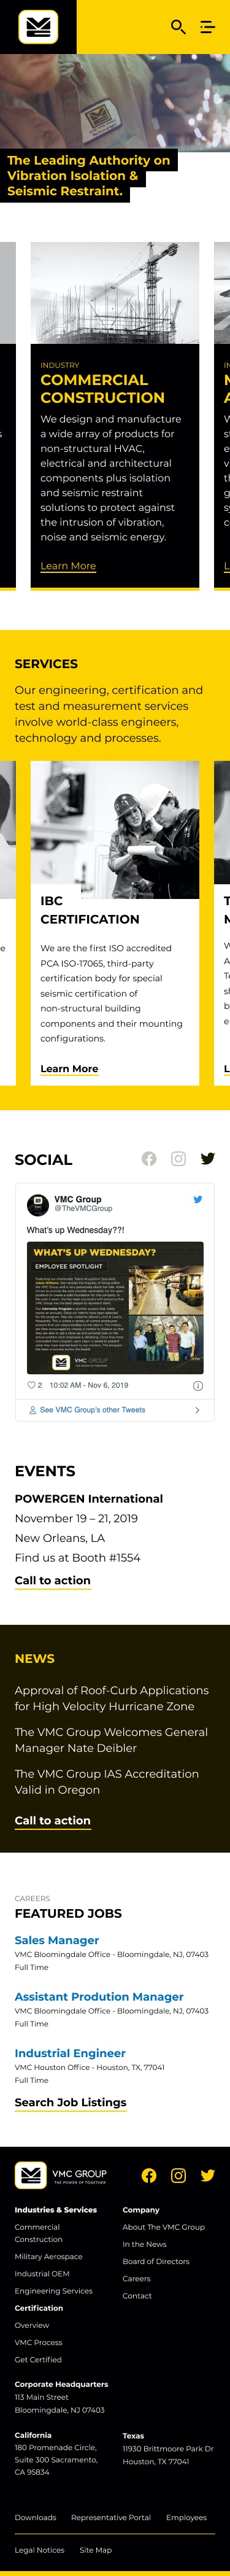 The Leading Authority on
Vibration Isolation &
Seismic Restraint.
INDUSTRY
COMMERCIAL
CONSTRUCTION
We design and manufacture
a wide array of products for
non-structural HVAC,
electrical and architectural
components plus isolation
and seismic restraint
solutions to protect against
the intrusion of vibration,
noise and seismic energy.
Learn More
SERVICES
Our engineering, certification and
test and measurement services
involve world-class engineers,
technology and processes.
IBC
CERTIFICATION
We are the first ISO accredited
PCA ISO-17065, third-party
certification body for special
seismic certification of
non-structural building
components and their mounting
configurations.
Learn More
SOCIAL
VMC Group
@TheVMCGroup
What's up Wednesday??!
WHAT'S UP WEDNESDAY?
EMPLOYEE SPOTLIGHT
VMC GROUP
2 10:02 AM - Nov 6, 2019
See VMC Group's other Tweets
EVENTS
POWERGEN International
November 19 – 21, 2019
New Orleans, LA
Find us at Booth #1554
Call to action
NEWS
Approval of Roof-Curb Applications
for High Velocity Hurricane Zone
The VMC Group Welcomes General
Manager Nate Deibler
The VMC Group IAS Accreditation
Valid in Oregon
Call to action
CAREERS
FEATURED JOBS
Sales Manager
VMC Bloomingdale Office - Bloomingdale, NJ, 07403
Full Time
Assistant Prodution Manager
VMC Bloomingdale Office - Bloomingdale, NJ, 07403
Full Time
Industrial Engineer
VMC Houston Office - Houston, TX, 77041
Full Time
Search Job Listings
VMC GROUP
THE POWER OF TOGETHER
Industries & Services
Commercial
Construction
Military Aerospace
Industrial OEM
Engineering Services
Certification
Overview
VMC Process
Get Certified
Company
About The VMC Group
In the News
Board of Directors
Careers
Contact
Corporate Headquarters
113 Main Street
Bloomingdale, NJ 07403
California
180 Promenade Circle,
Suite 300 Sacramento,
CA 95834
Texas
11930 Brittmoore Park Dr
Houston, TX 77041
Downloads Representative Portal Employees
Legal Notices Site Map